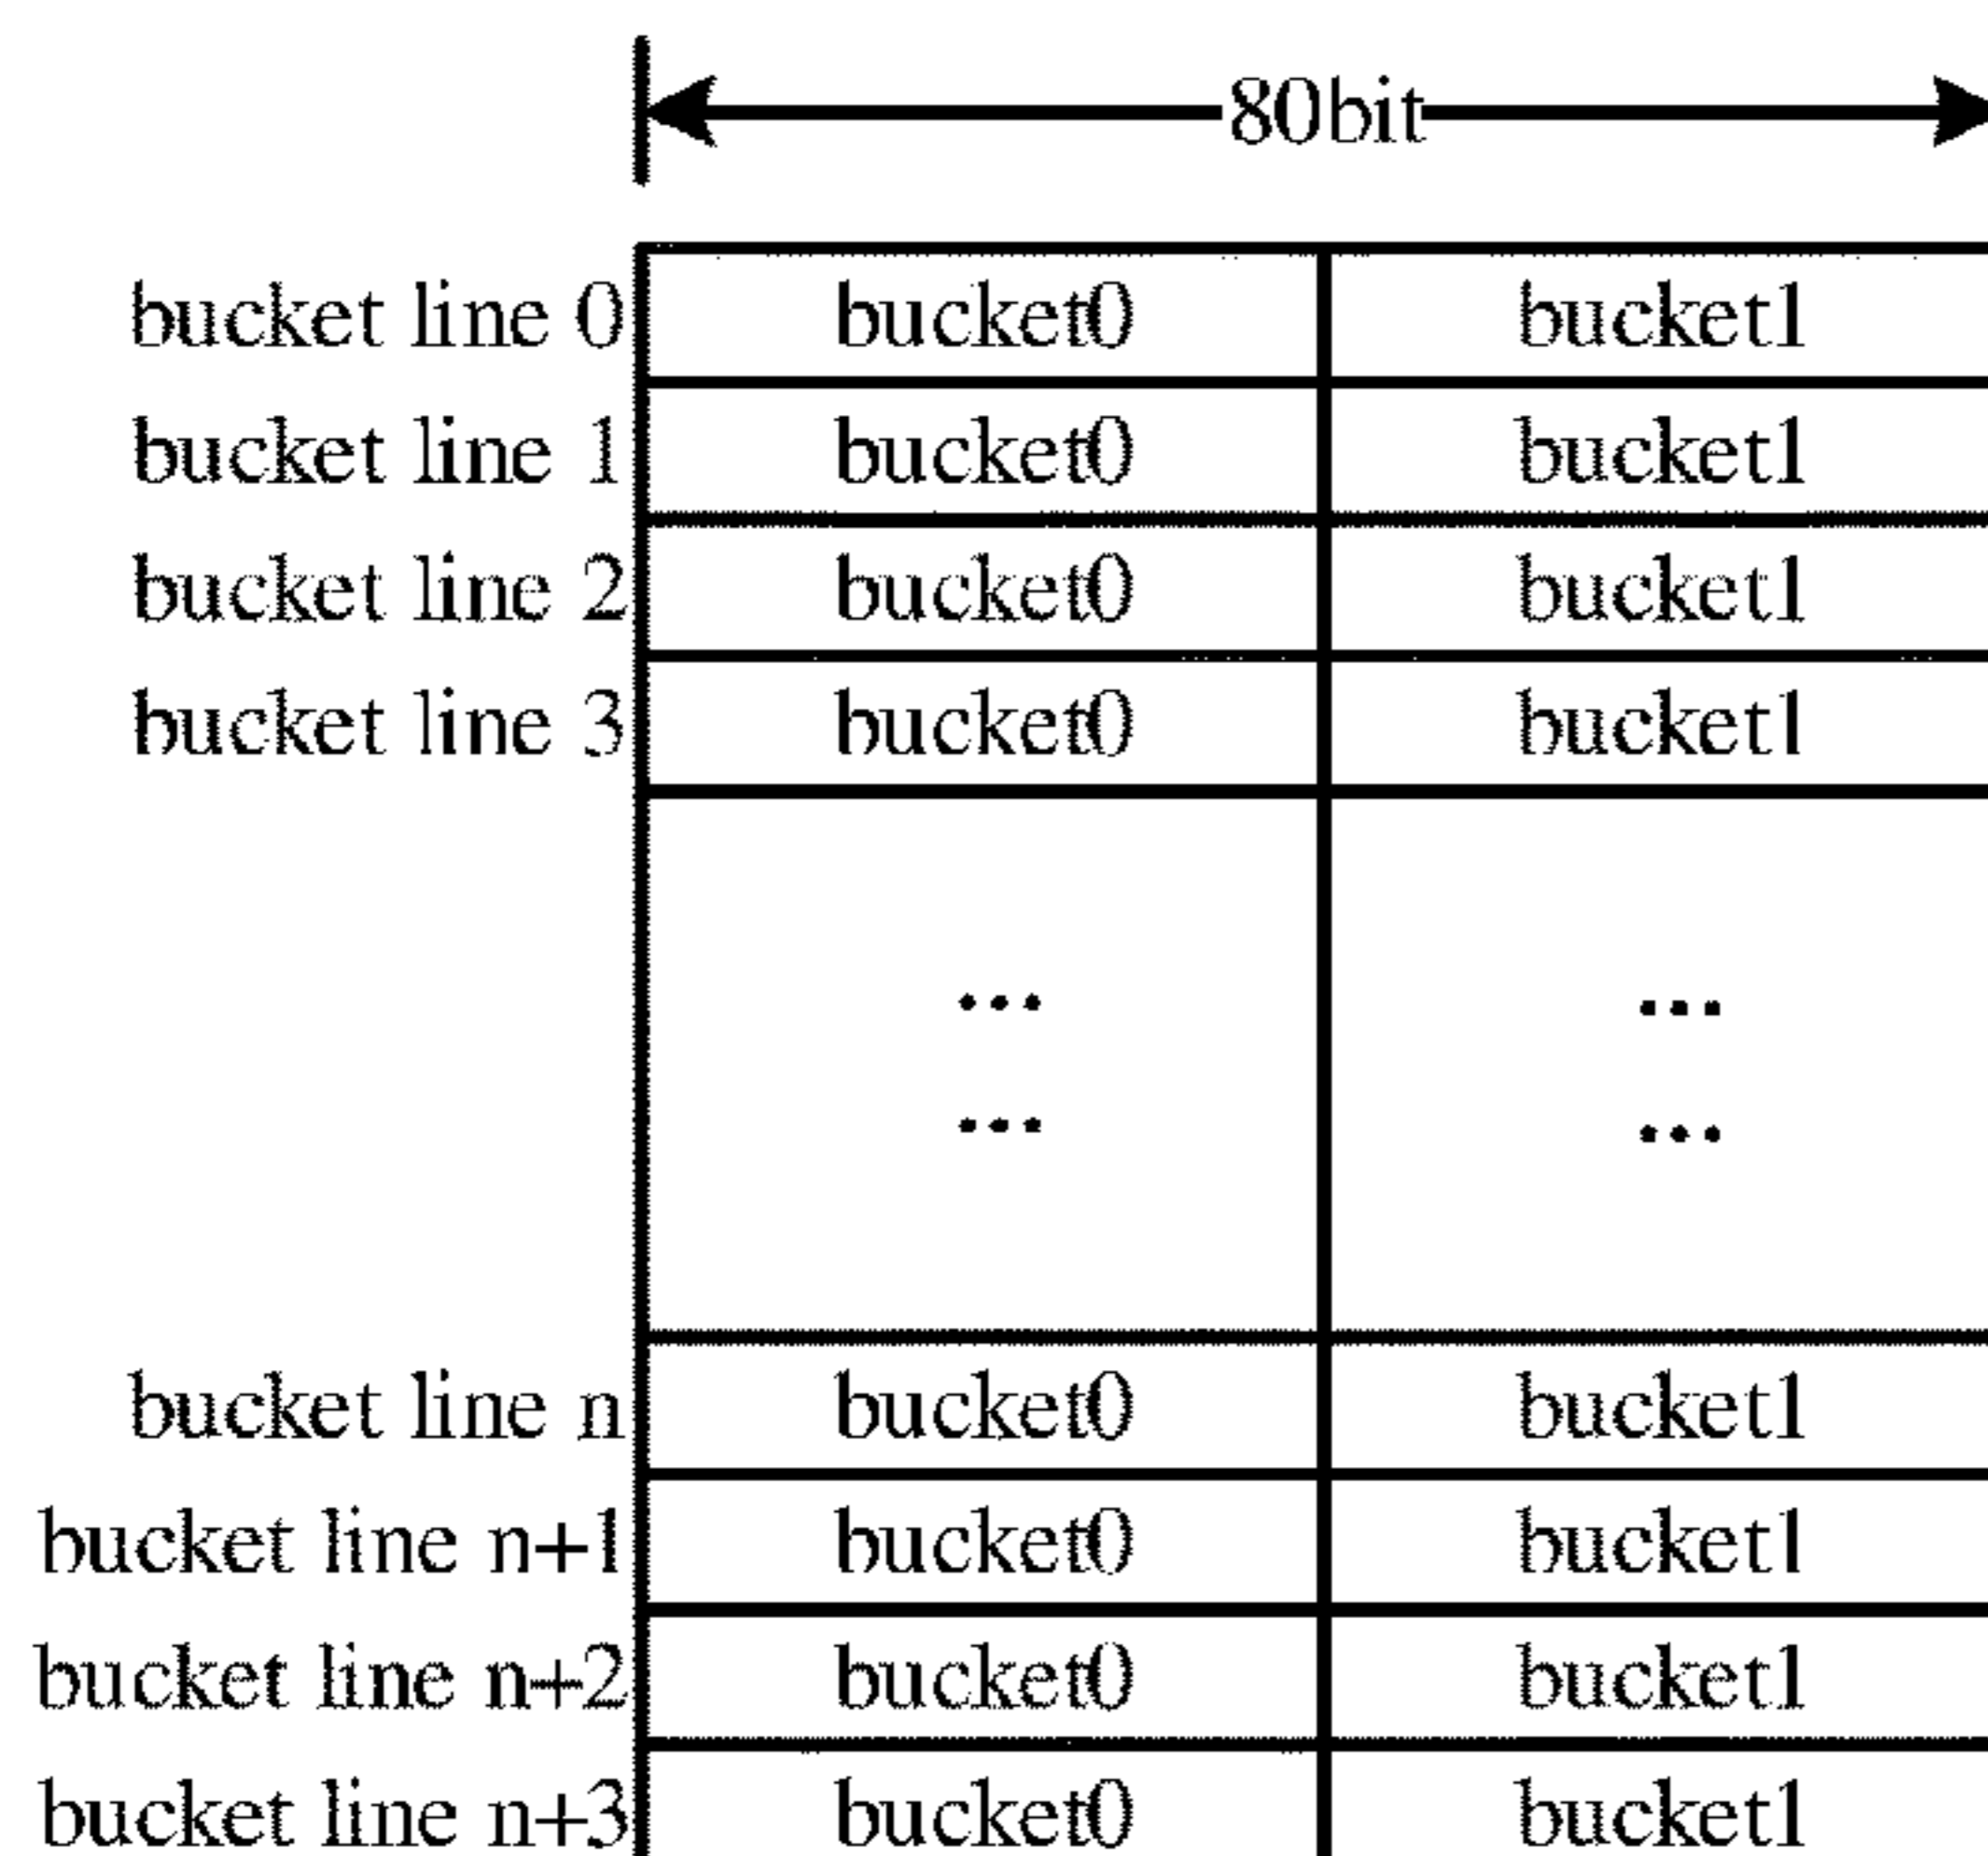 80bit
bucket line 0 bucket0 bucket1
bucket line 1 bucket0 bucket1
bucket line 2 bucket0 bucket1
bucket line 3 bucket0 bucket1
... ...
... ...
bucket line n bucket0 bucket1
bucket line n+1 bucket0 bucket1
bucket line n+2 bucket0 bucket1
bucket line n+3 bucket0 bucket1